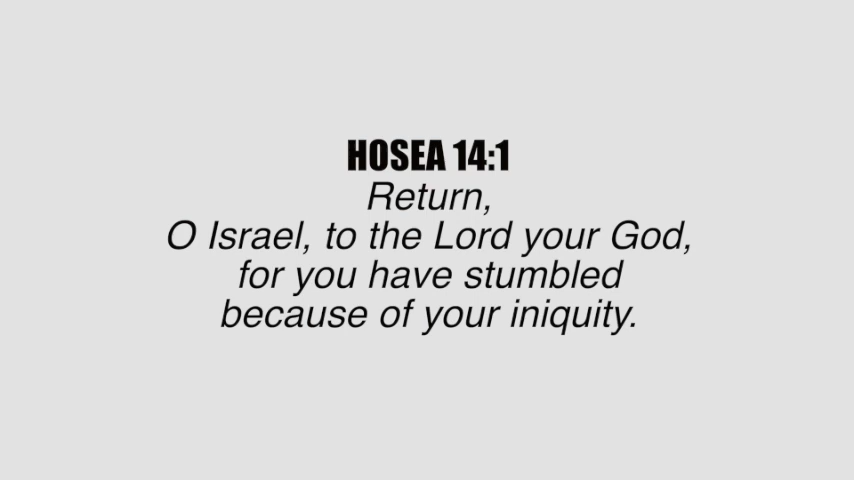 HOSEA 14:1
Return,
O Israel, to the Lord your God,
for you have stumbled
because of your iniquity.